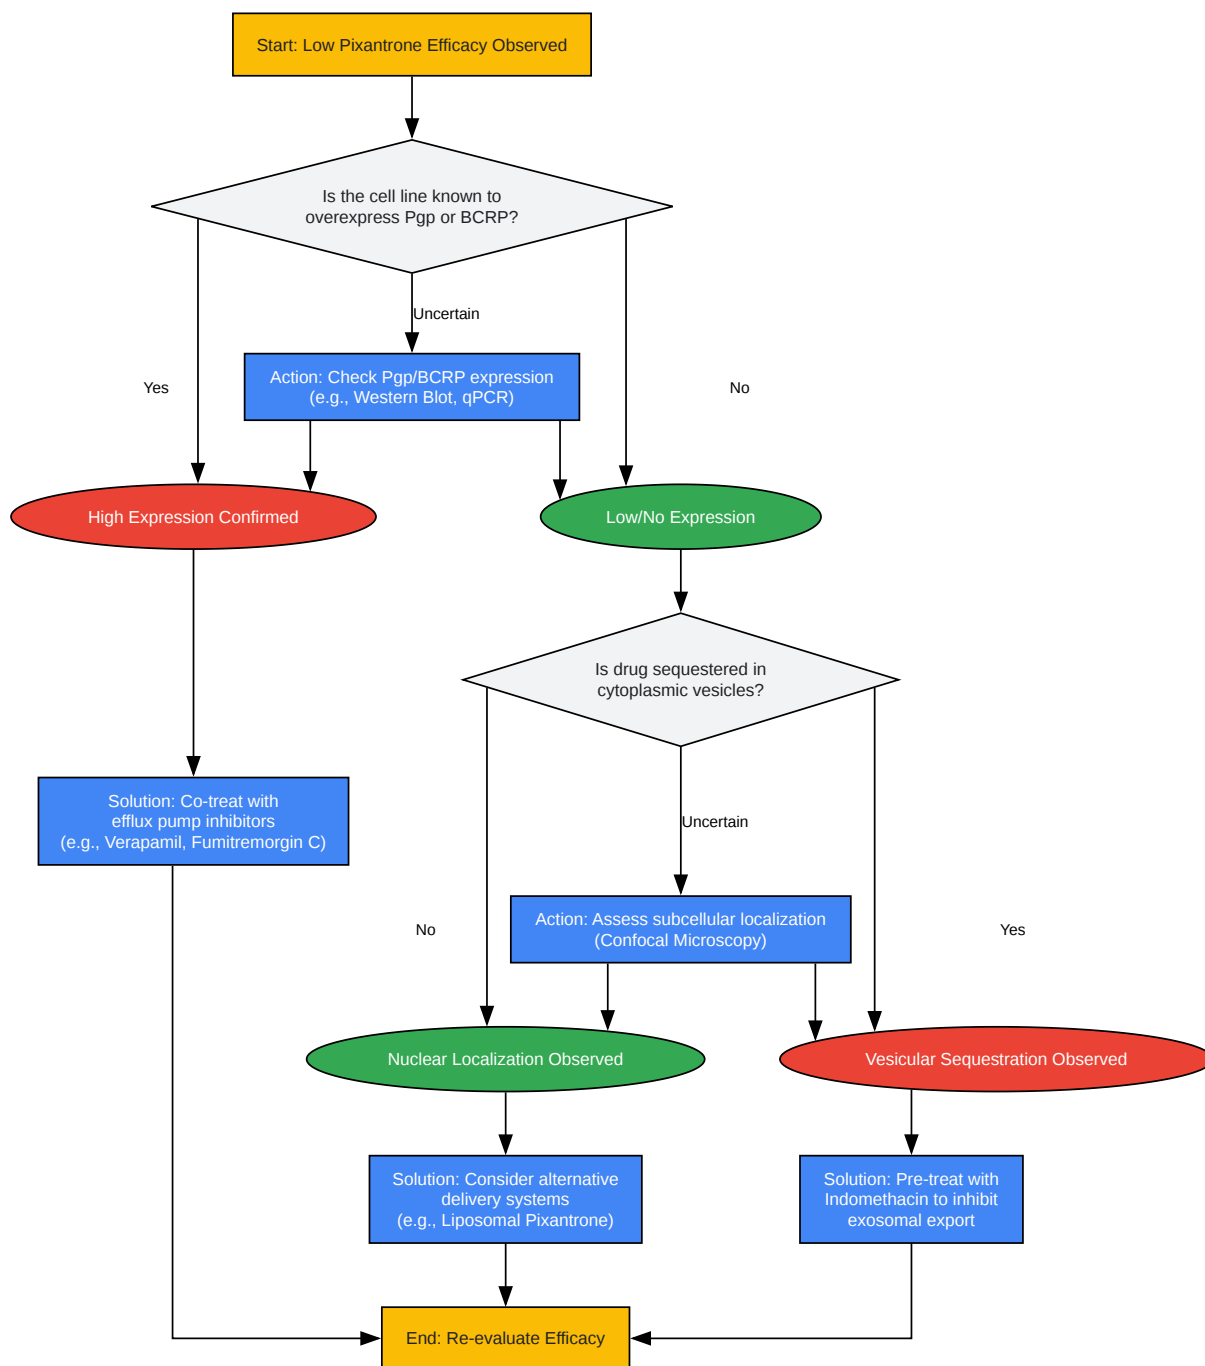 Start: Low Pixantrone Efficacy Observed
Is the cell line known to
overexpress Pgp or BCRP?
Uncertain
Action: Check Pgp/BCRP expression
(e.g., Western Blot, qPCR)
Yes
No
High Expression Confirmed
Low/No Expression
Is drug sequestered in
cytoplasmic vesicles?
Solution: Co-treat with
efflux pump inhibitors
(e.g., Verapamil, Fumitremorgin C)
Uncertain
Action: Assess subcellular localization
(Confocal Microscopy)
No
Yes
Nuclear Localization Observed
Vesicular Sequestration Observed
Solution: Consider alternative
delivery systems
(e.g., Liposomal Pixantrone)
Solution: Pre-treat with
Indomethacin to inhibit
exosomal export
End: Re-evaluate Efficacy